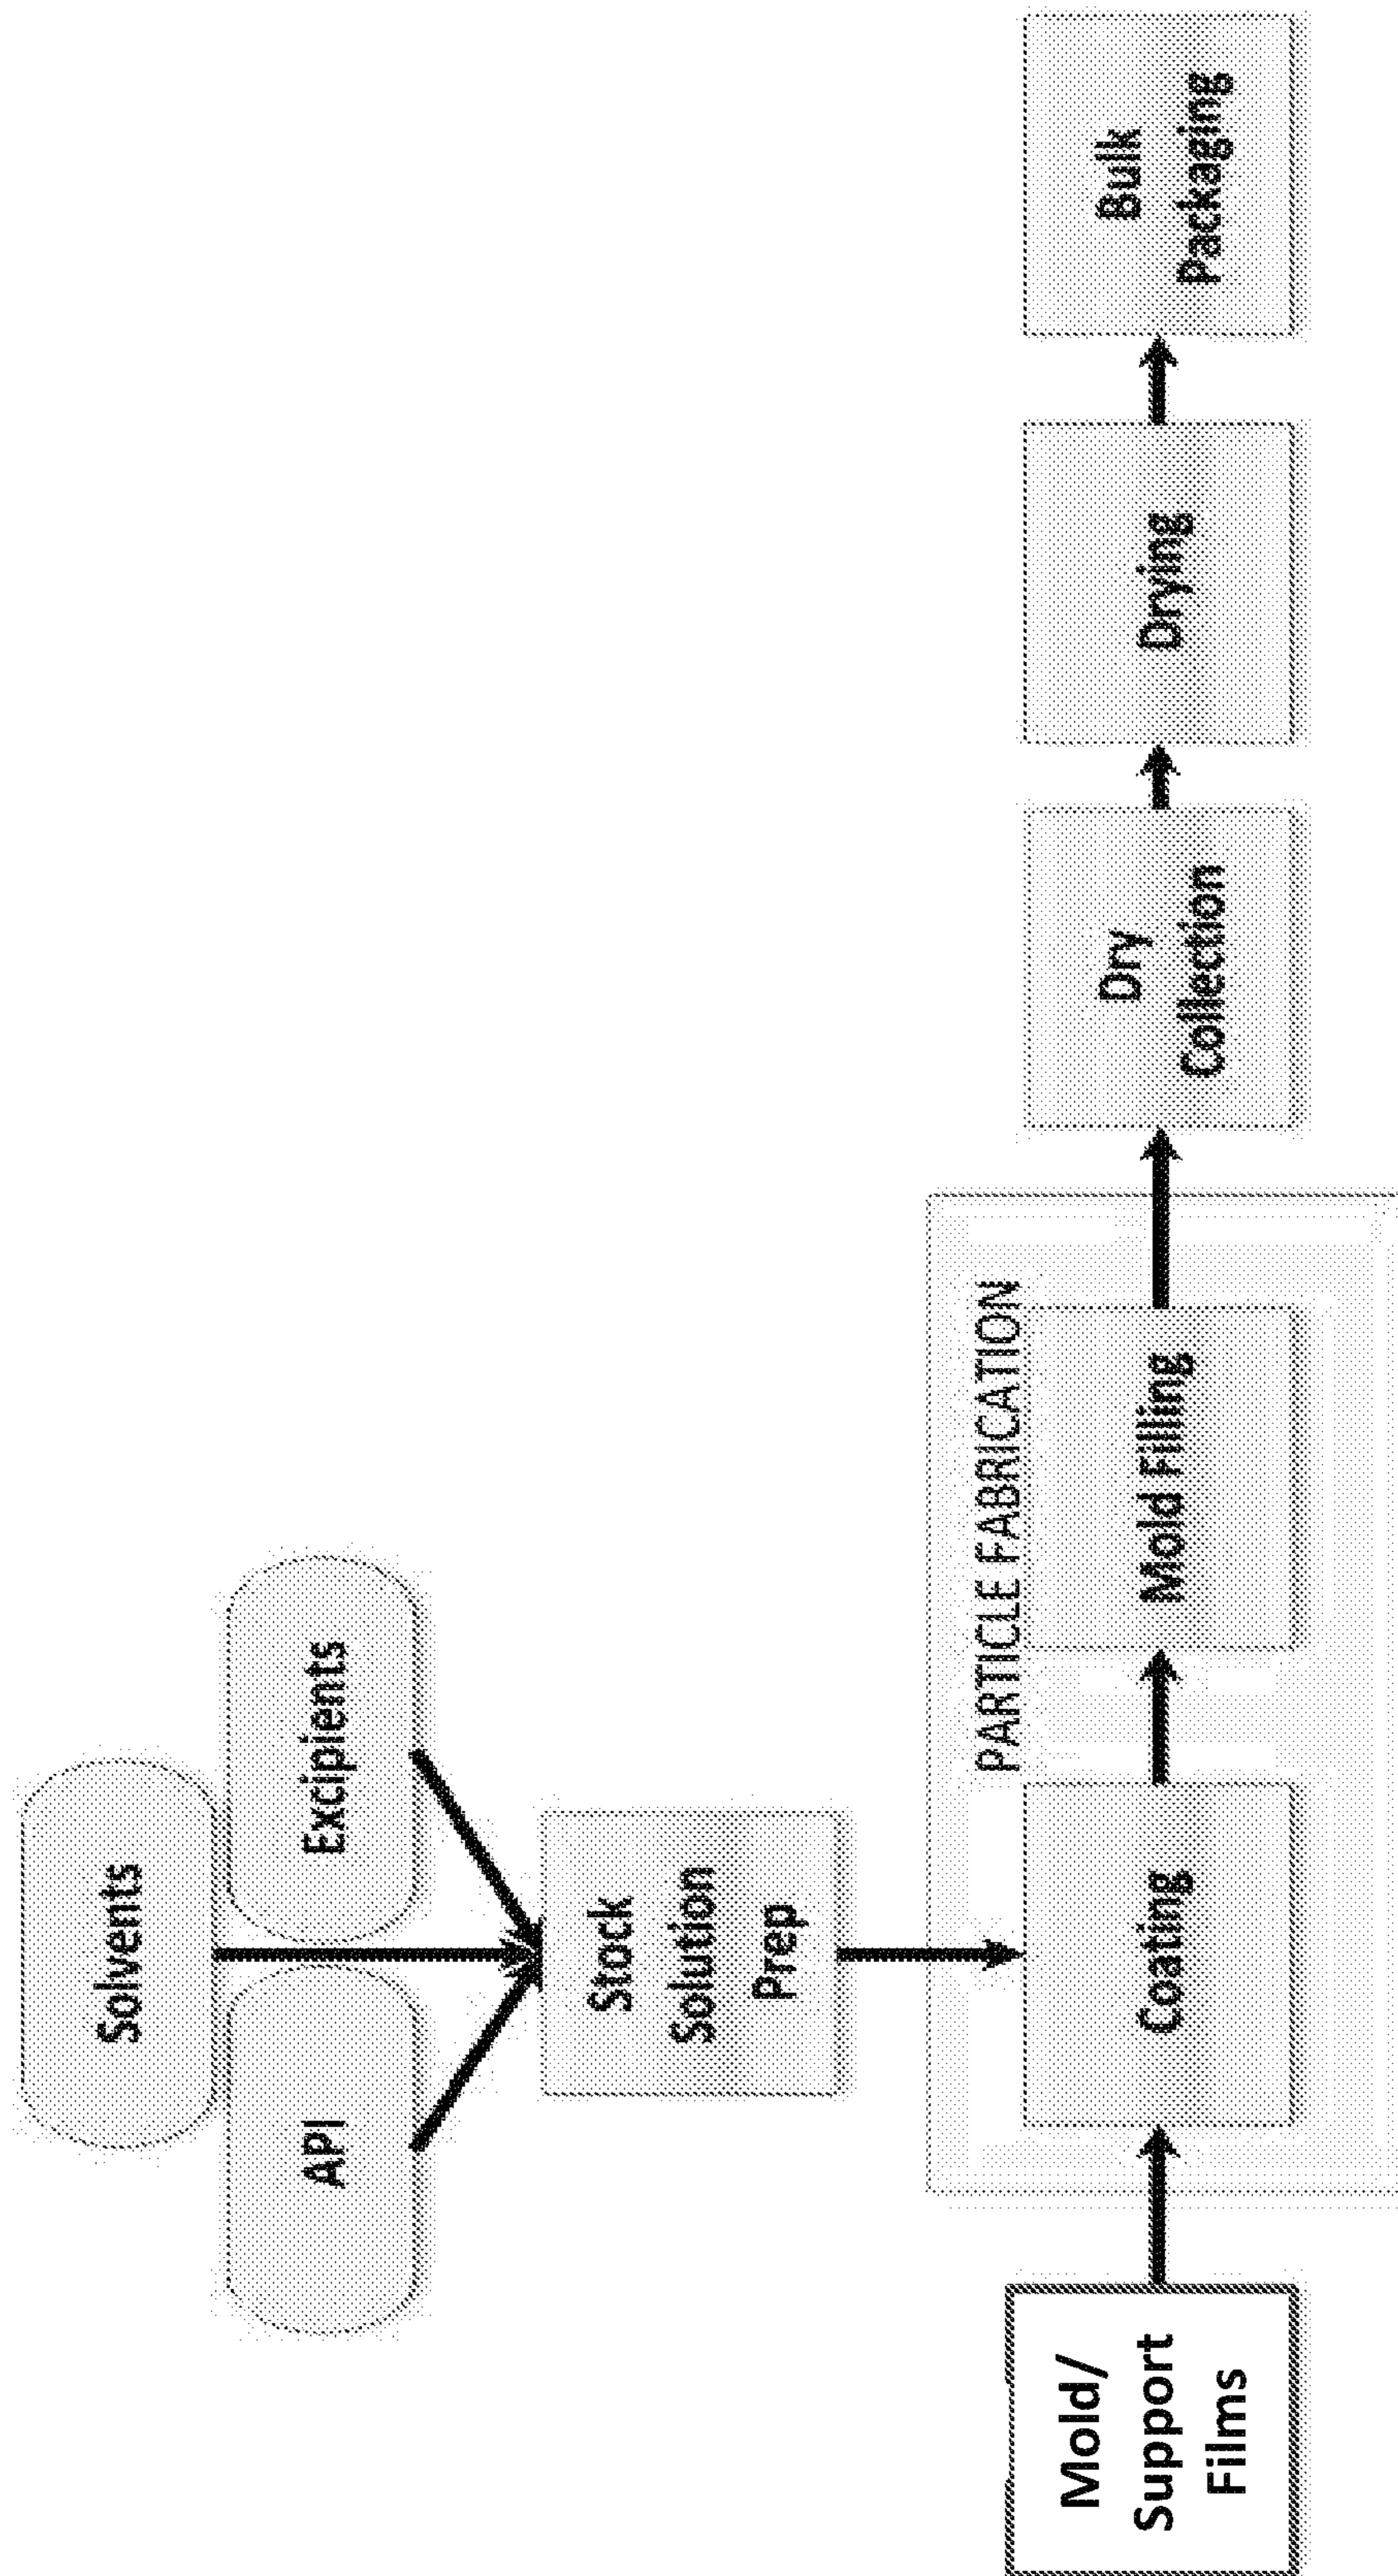 Solvents
API
Excipients
Stock
Solution
Prep
PARTICLE FABRICATION
Mold/
Support
Films
Coating
Mold Filling
Dry
Collection
Drying
Bulk
Packaging